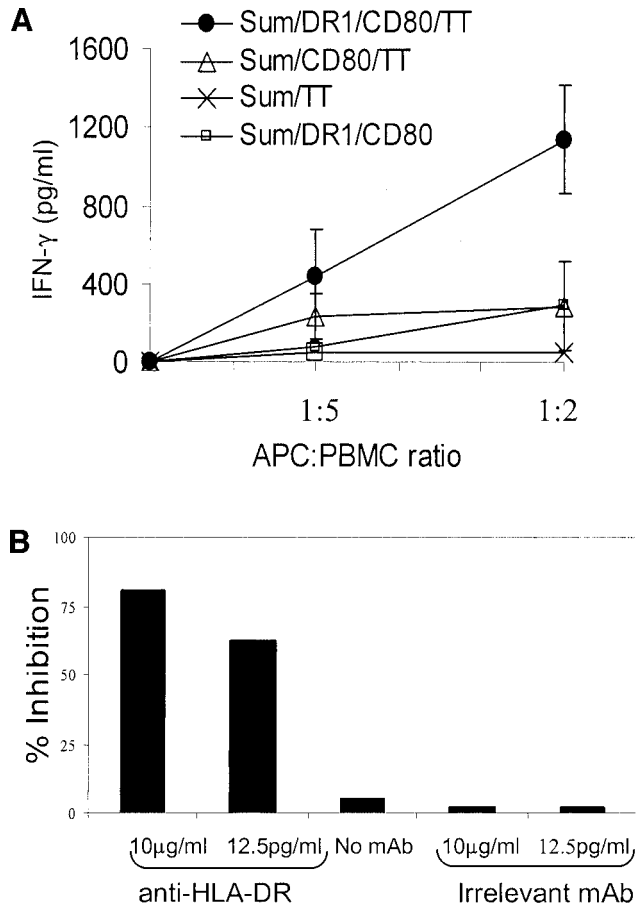 A
Sum/DR1/CD80/TT
Sum/CD80/TT
Sum/TT
Sum/DR1/CD80
1600
1200
800
400
0
IFN-γ (pg/ml)
1:5
1:2
APC:PBMC ratio
B
100
75
50
25
0
% Inhibition
10μg/ml 12.5pg/ml No mAb 10μg/ml 12.5pg/ml
anti-HLA-DR Irrelevant mAb